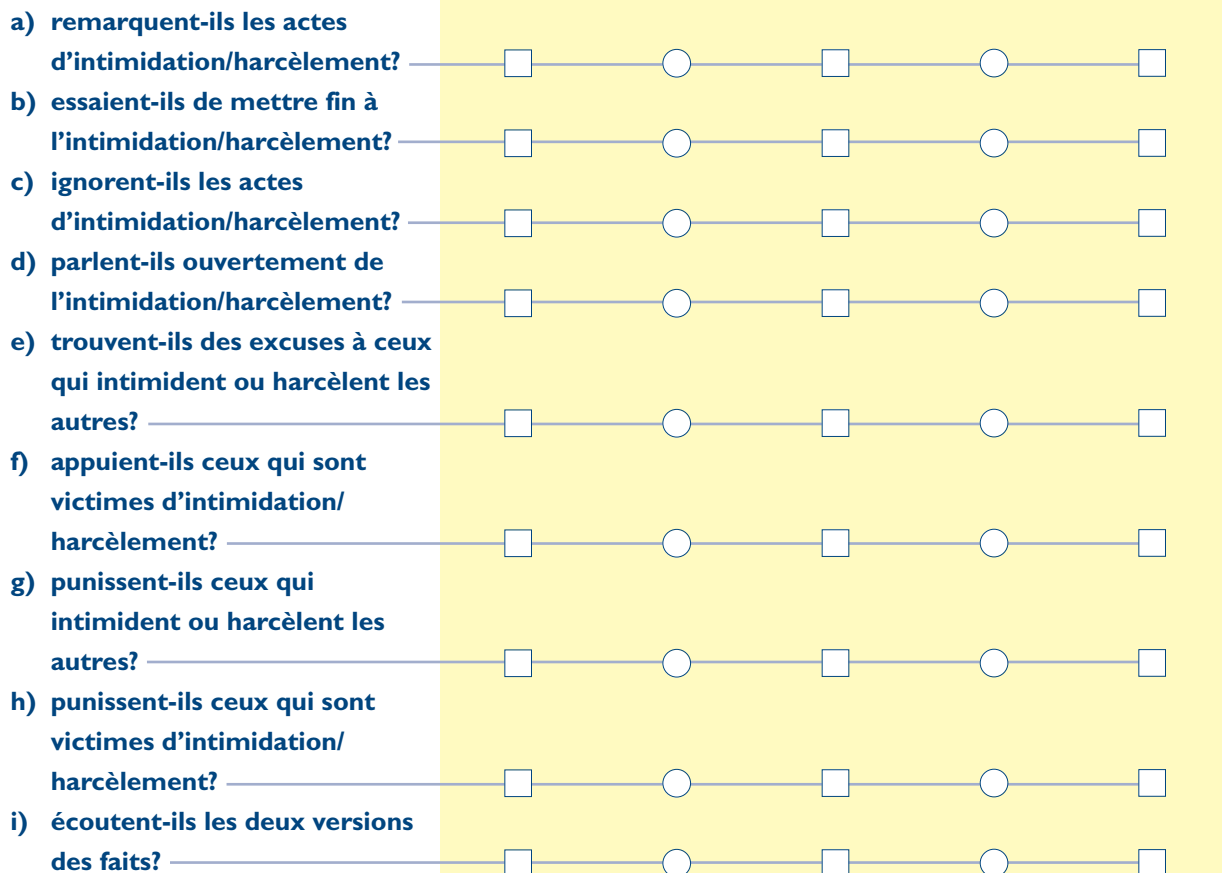 a) remarquent-ils les actes
d’intimidation/harcèlement?
b) essaient-ils de mettre fin à
l’intimidation/harcèlement?
c) ignorent-ils les actes
d’intimidation/harcèlement?
d) parlent-ils ouvertement de
l’intimidation/harcèlement?
e) trouvent-ils des excuses à ceux
qui intimident ou harcèlent les
autres?
f) appuient-ils ceux qui sont
victimes d’intimidation/
harcèlement?
g) punissent-ils ceux qui
intimident ou harcèlent les
autres?
h) punissent-ils ceux qui sont
victimes d’intimidation/
harcèlement?
i) écoutent-ils les deux versions
des faits?